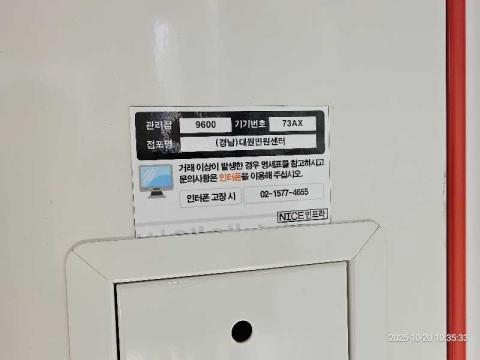 관리점 9600 기기번호 73AX
점포명 (경남)대원민원센터
거래 이상이 발생한 경우 명세표를 참고하시고
문의사항은 인터폰을 이용해 주십시오.
인터폰 고장 시 02-1577-4655
NICE인프라
2025-10-20 10:35:33